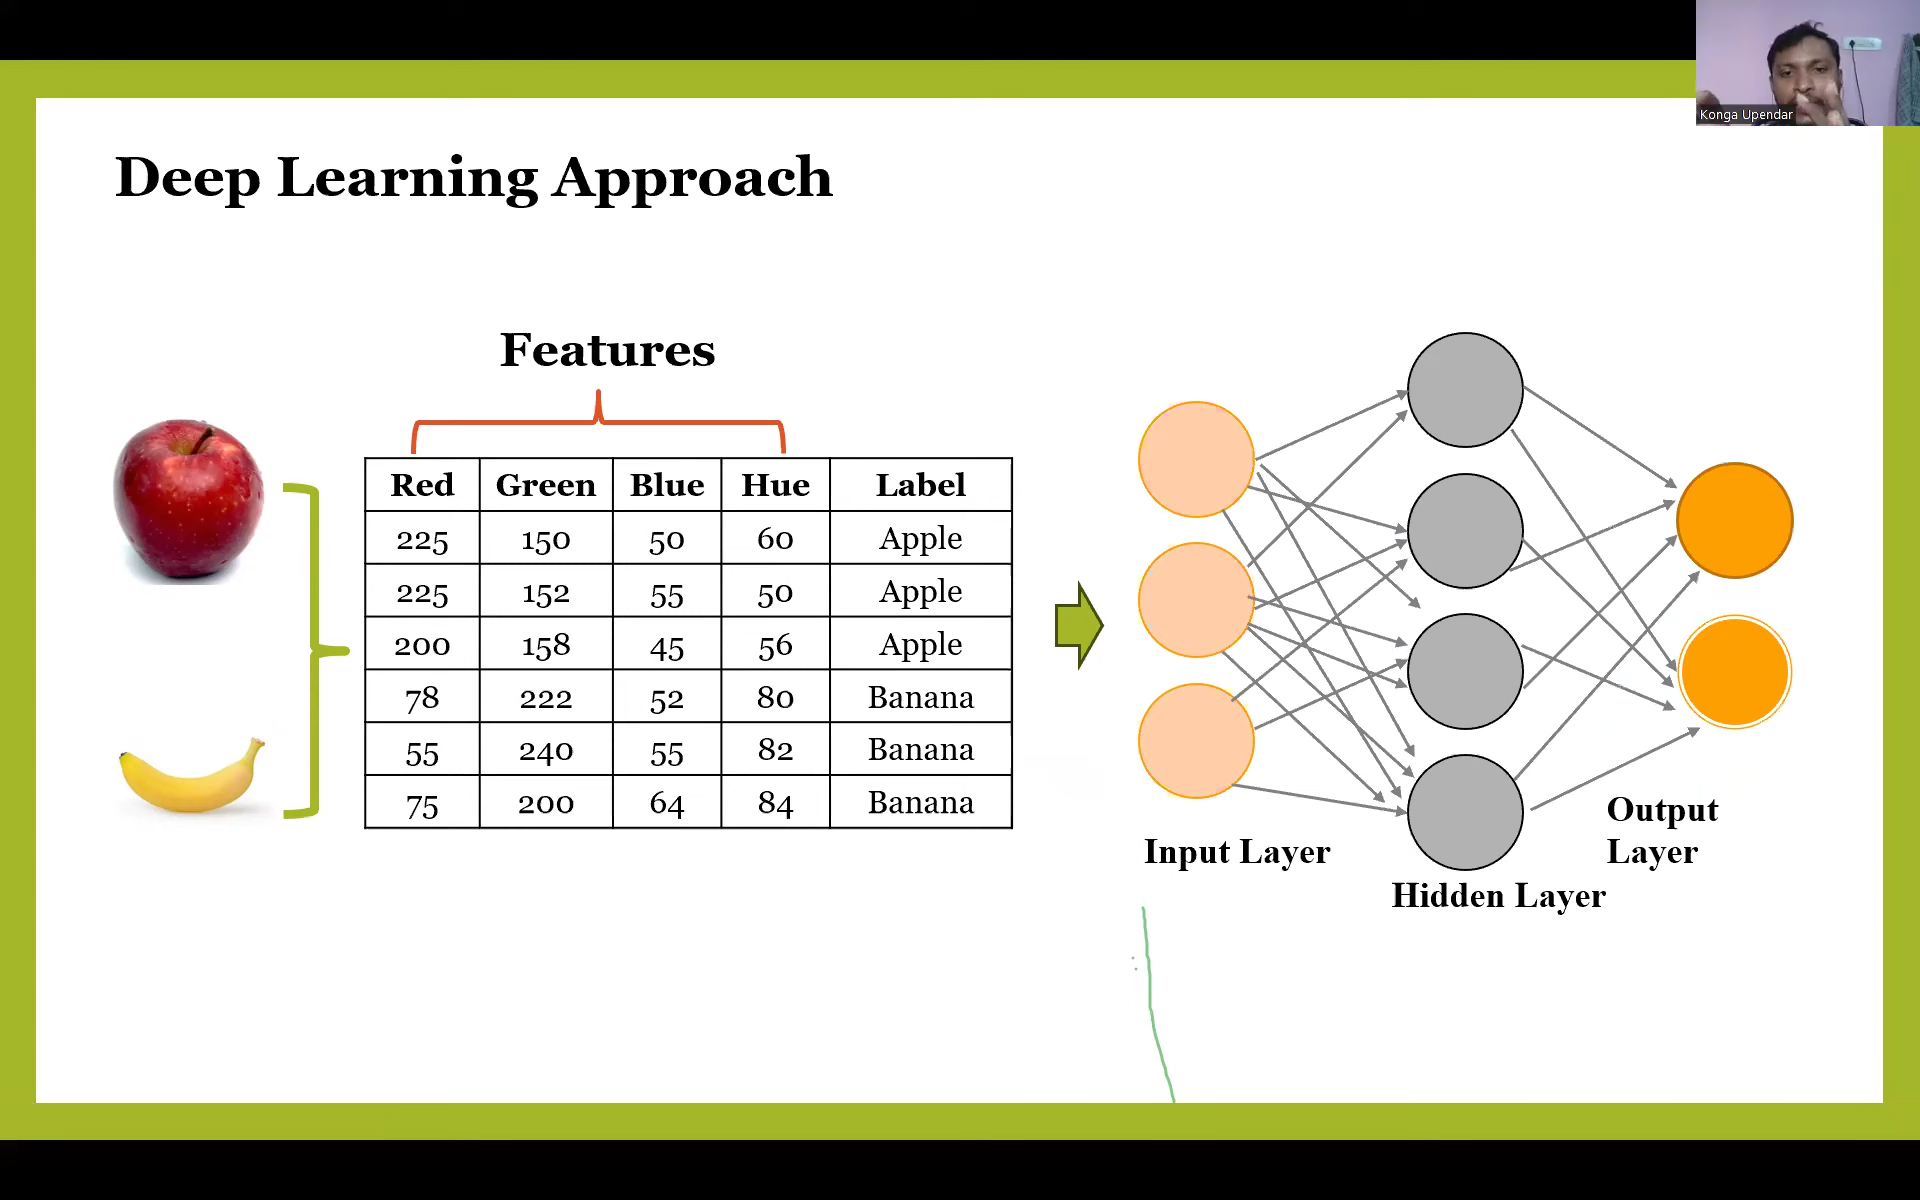 Konga Upendar
Deep Learning Approach
Features
Red Green Blue Hue Label
225 150 50 60 Apple
225 152 55 50 Apple
200 158 45 56 Apple
78 222 52 80 Banana
55 240 55 82 Banana
75 200 64 84 Banana
Input Layer
Hidden Layer
Output
Layer